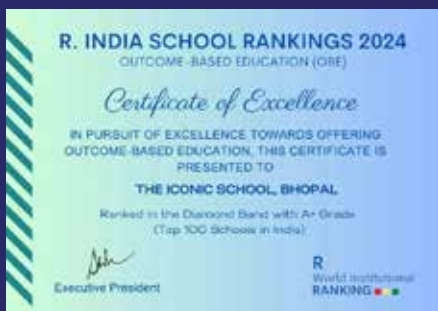 R. INDIA SCHOOL RANKINGS 2024
OUTCOME-BASED EDUCATION (OBE)
Certificate of Excellence
IN PURSUIT OF EXCELLENCE TOWARDS OFFERING
OUTCOME-BASED EDUCATION, THIS CERTIFICATE IS
PRESENTED TO
THE ICONIC SCHOOL, BHOPAL
Ranked in the Diamond Band with A+ Grade
(Top 100 Schools in India)
Executive President
R
World Institutional
RANKING